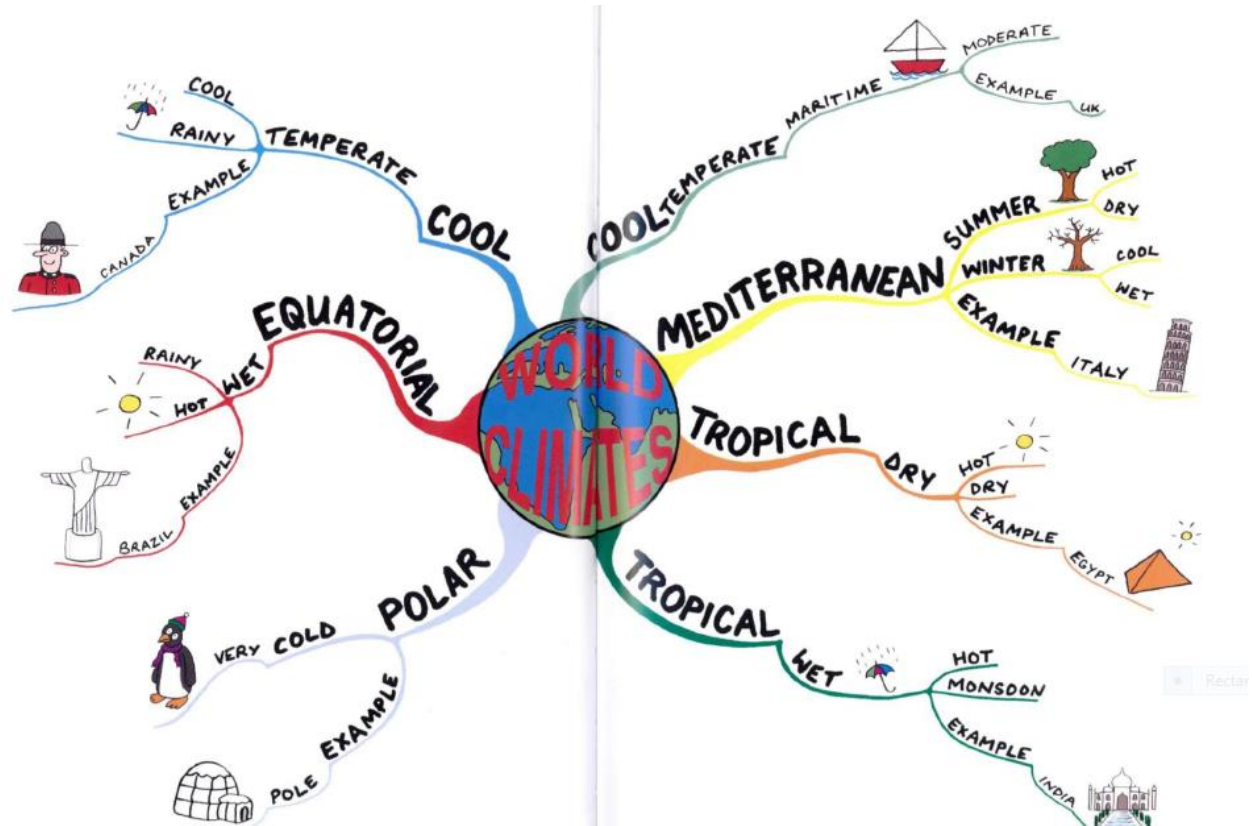 WORLD
CLIMATES
COOL
TEMPERATE
MARITIME
MODERATE
EXAMPLE
UK
MEDITERRANEAN
SUMMER
HOT
DRY
WINTER
COOL
WET
EXAMPLE
ITALY
TROPICAL
DRY
HOT
DRY
EXAMPLE
EGYPT
TROPICAL
WET
HOT
MONSOON
EXAMPLE
INDIA
POLAR
VERY COLD
EXAMPLE
POLE
EQUATORIAL
WET
RAINY
HOT
EXAMPLE
BRAZIL
COOL
TEMPERATE
COOL
RAINY
EXAMPLE
CANADA